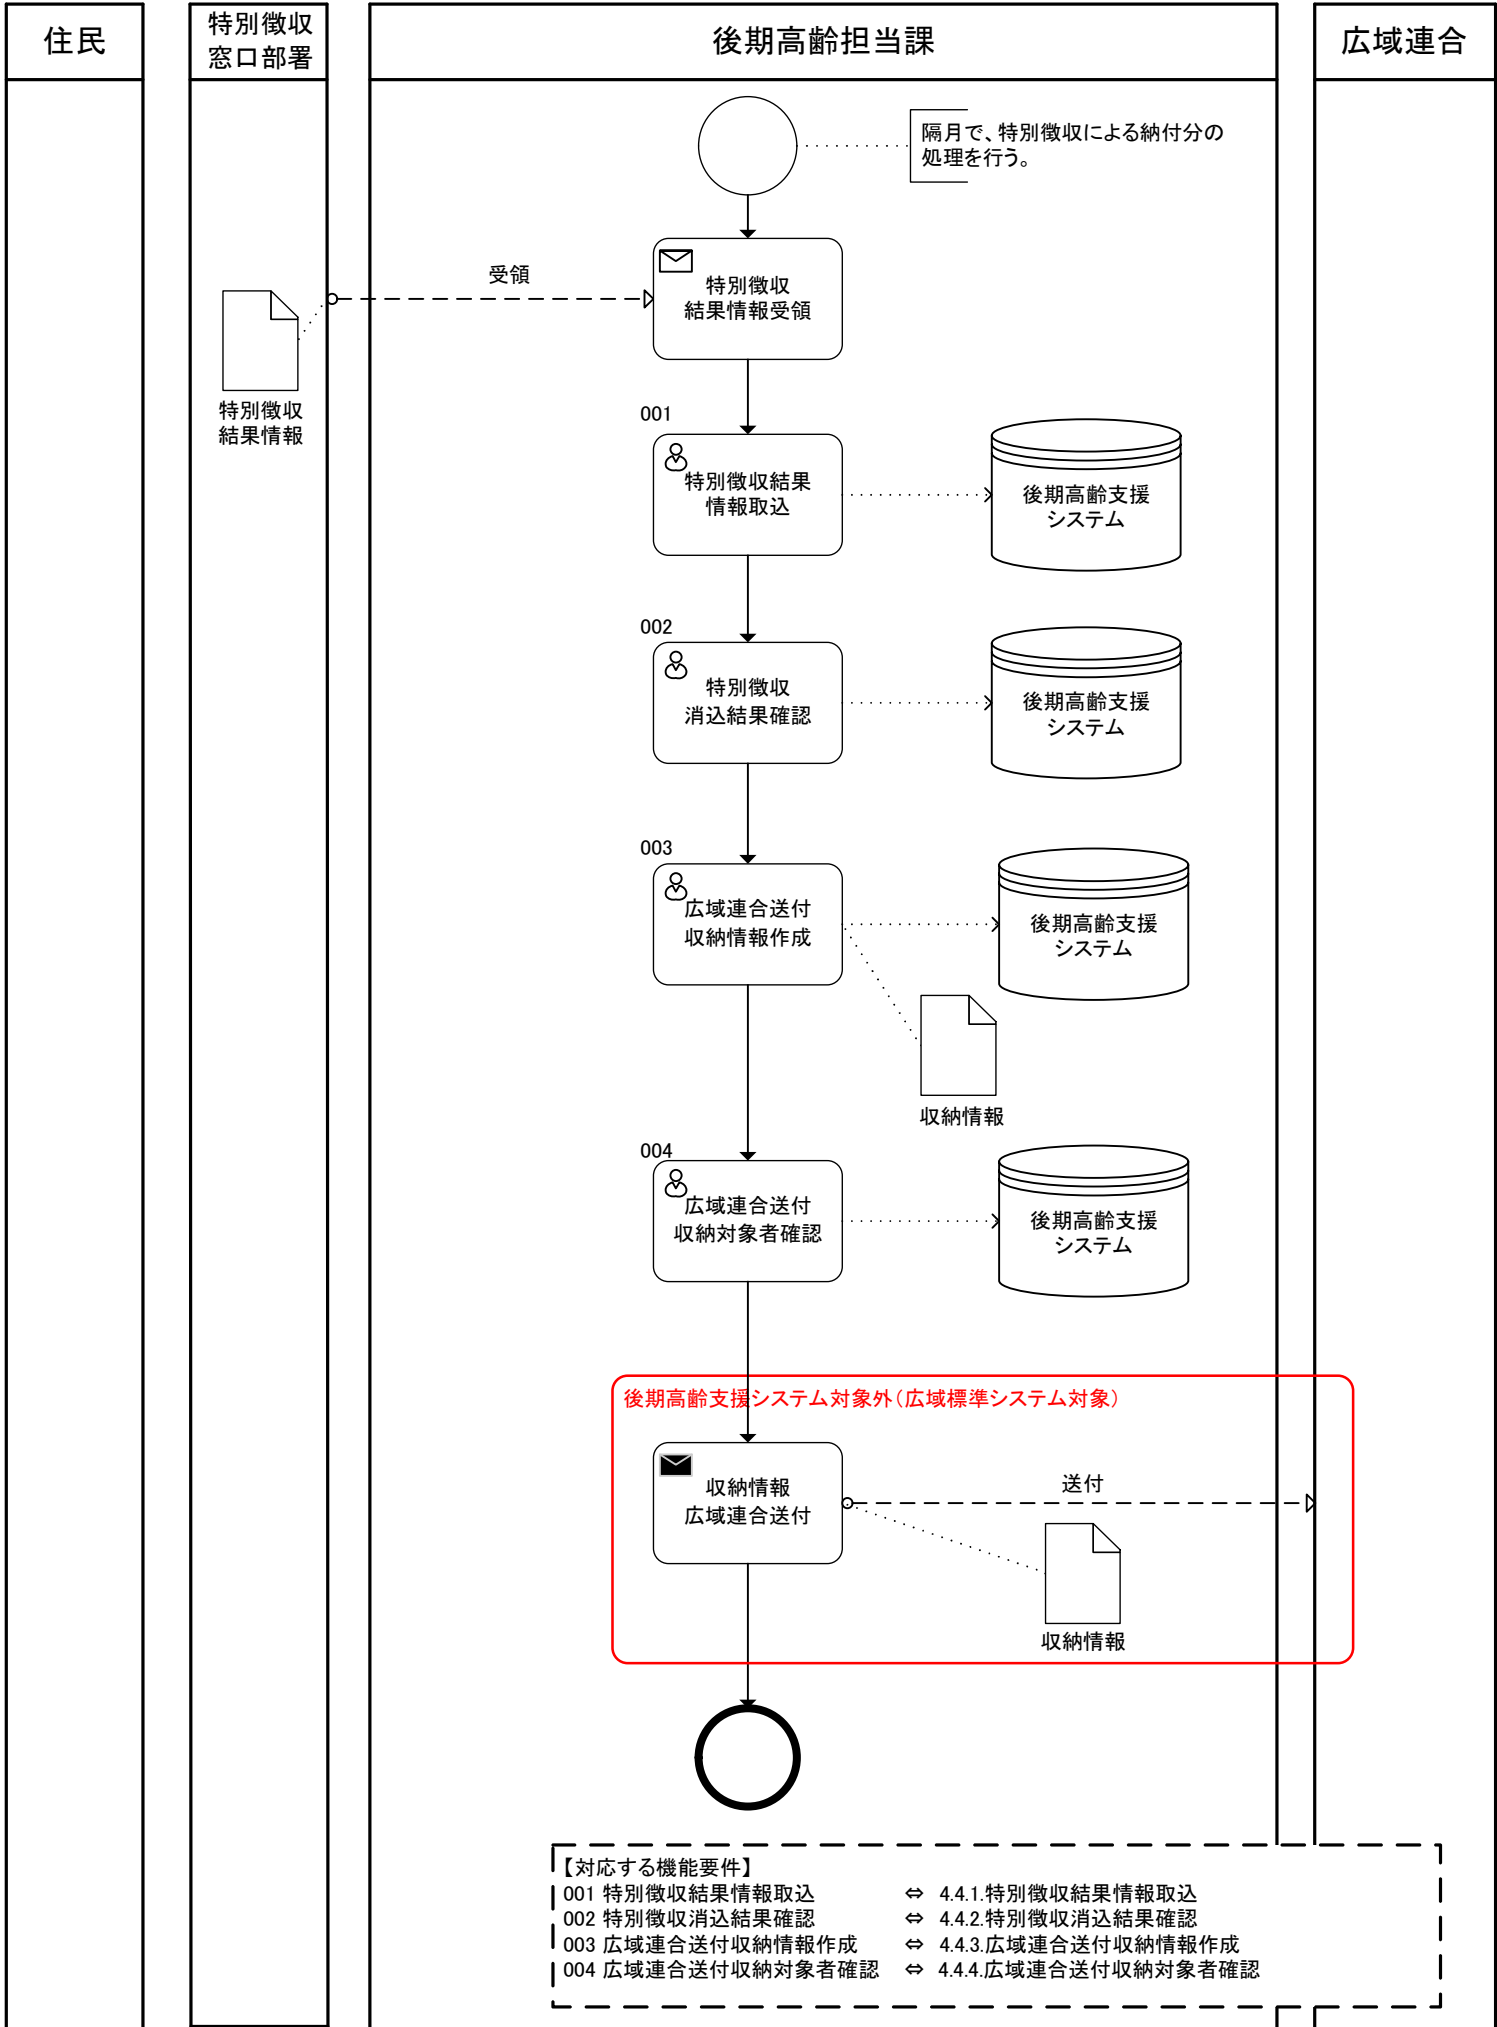 住民
特別徴収
窓口部署
後期高齢担当課
広域連合
隔月で、特別徴収による納付分の
処理を行う。
受領
特別徴収
結果情報受領
特別徴収
結果情報
001
特別徴収結果
情報取込
後期高齢支援
システム
002
特別徴収
消込結果確認
後期高齢支援
システム
003
広域連合送付
収納情報作成
後期高齢支援
システム
収納情報
004
広域連合送付
収納対象者確認
後期高齢支援
システム
後期高齢支援システム対象外（広域標準システム対象）
収納情報
広域連合送付
送付
収納情報
【対応する機能要件】
001 特別徴収結果情報取込 ⇔ 4.4.1.特別徴収結果情報取込
002 特別徴収消込結果確認 ⇔ 4.4.2.特別徴収消込結果確認
003 広域連合送付収納情報作成 ⇔ 4.4.3.広域連合送付収納情報作成
004 広域連合送付収納対象者確認 ⇔ 4.4.4.広域連合送付収納対象者確認